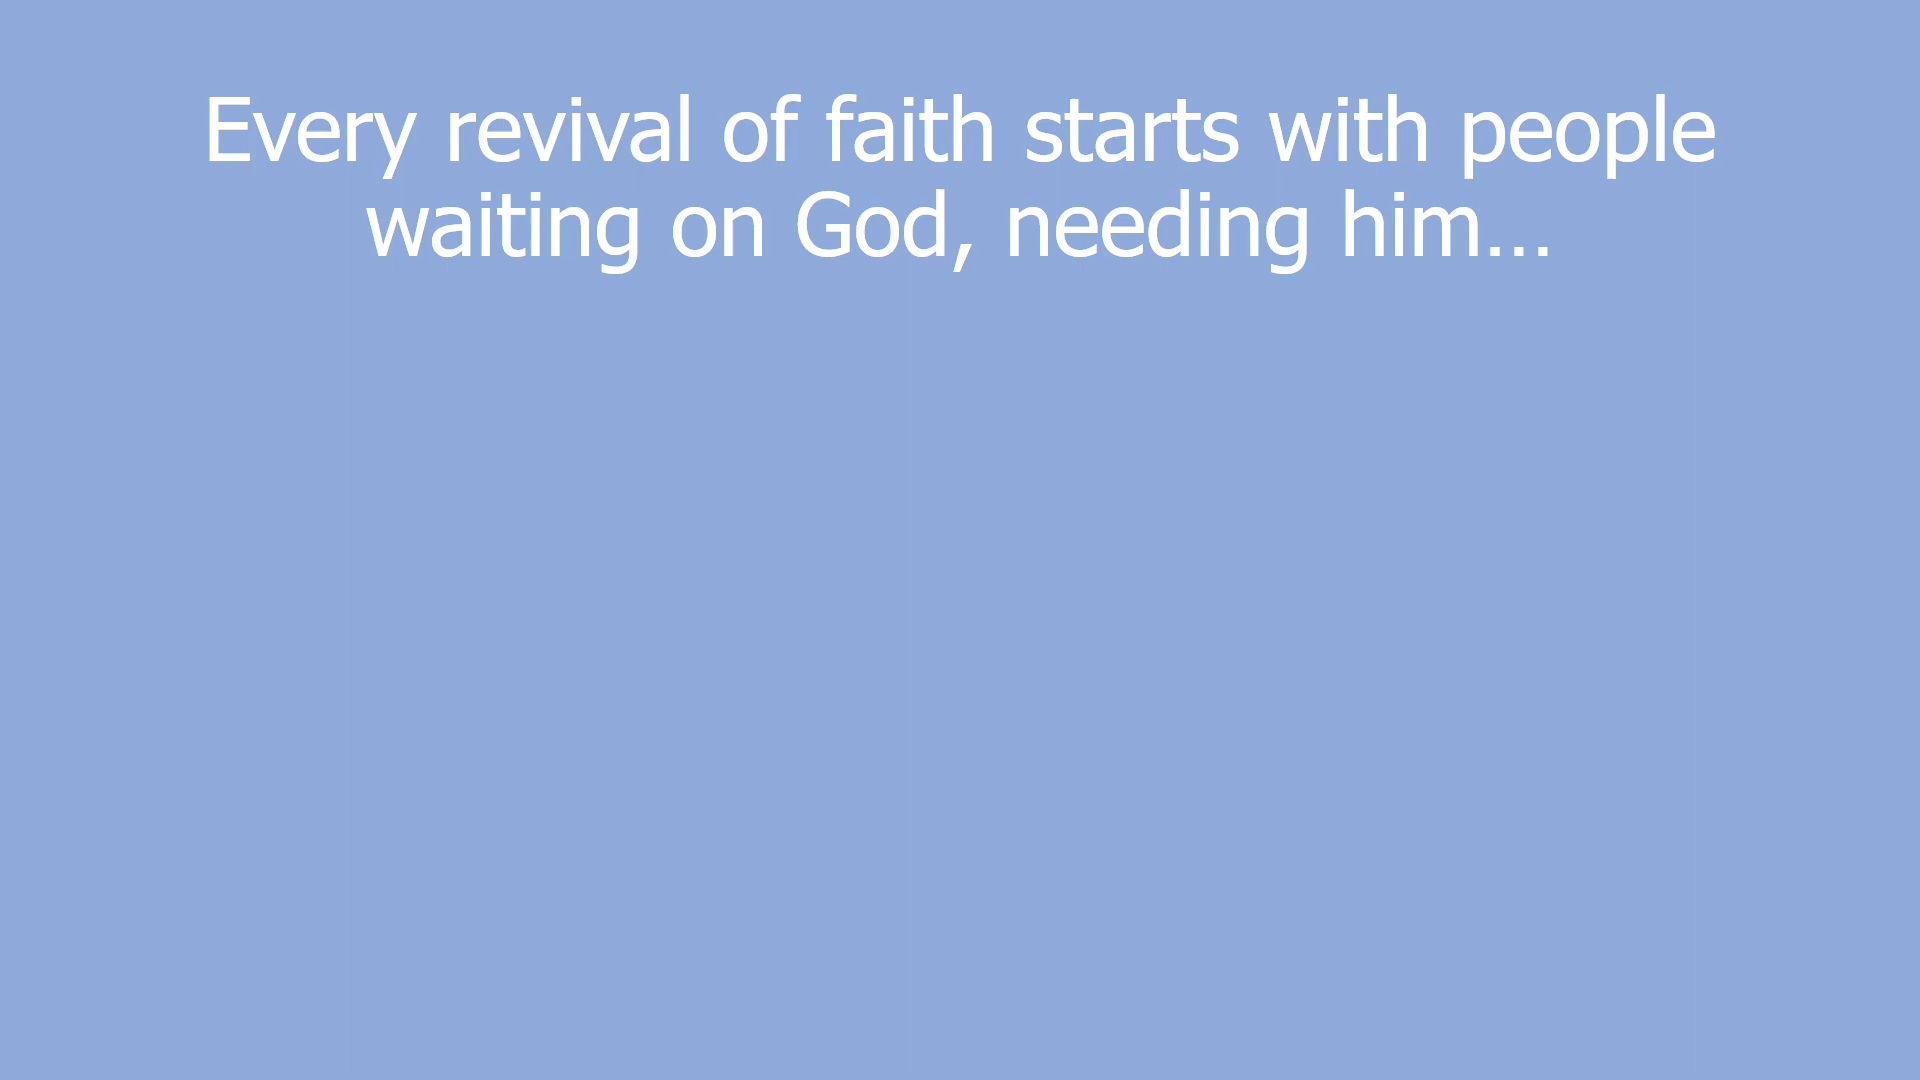 Every revival of faith starts with people
waiting on God, needing him…